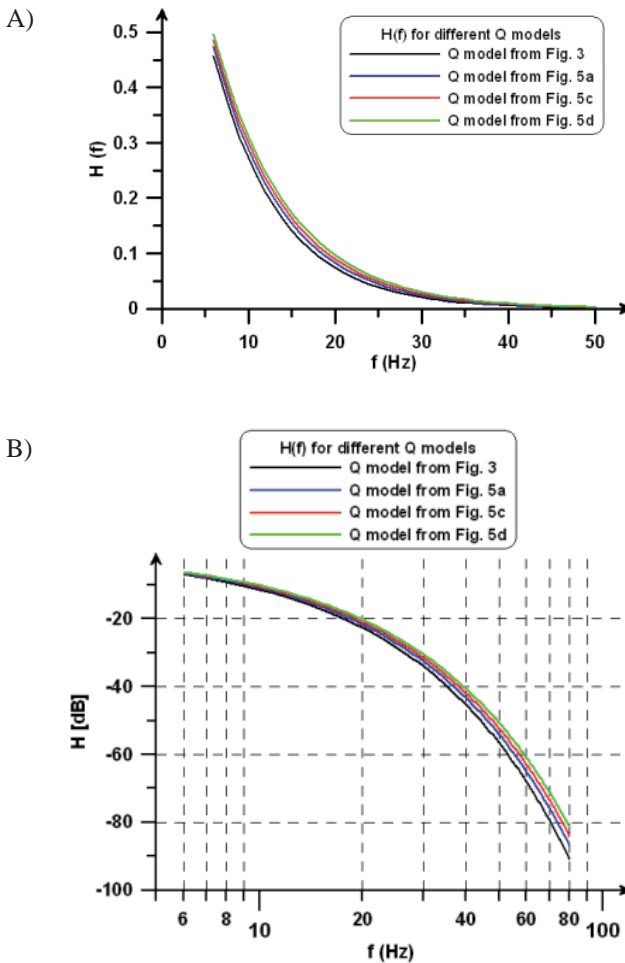 A)
H(f) for different Q models
Q model from Fig. 3
Q model from Fig. 5a
Q model from Fig. 5c
Q model from Fig. 5d
0.5
0.4
0.3
0.2
0.1
0
H (f)
0 10 20 30 40 50
f (Hz)
B)
H(f) for different Q models
Q model from Fig. 3
Q model from Fig. 5a
Q model from Fig. 5c
Q model from Fig. 5d
-20
-40
-60
-80
-100
H [dB]
6 8 10 20 40 60 80 100
f (Hz)